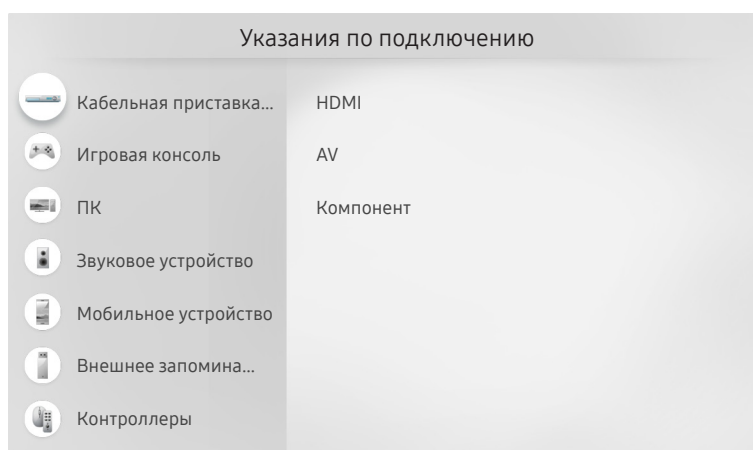 Указания по подключению
Кабельная приставка...
HDMI
Игровая консоль
AV
ПК
Компонент
Звуковое устройство
Мобильное устройство
Внешнее запомина...
Контроллеры